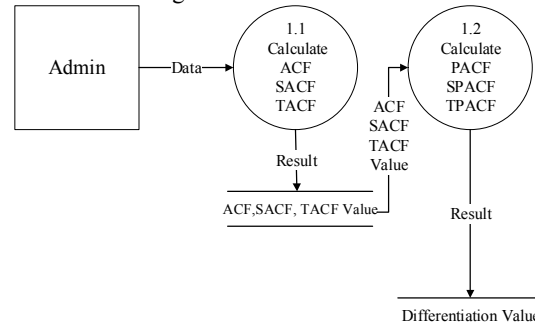 Admin
Data
1.1
Calculate
ACF
SACF
TACF
1.2
Calculate
PACF
SPACF
TPACF
ACF
SACF
TACF
Value
Result
ACF,SACF, TACF Value
Result
Differentiation Value